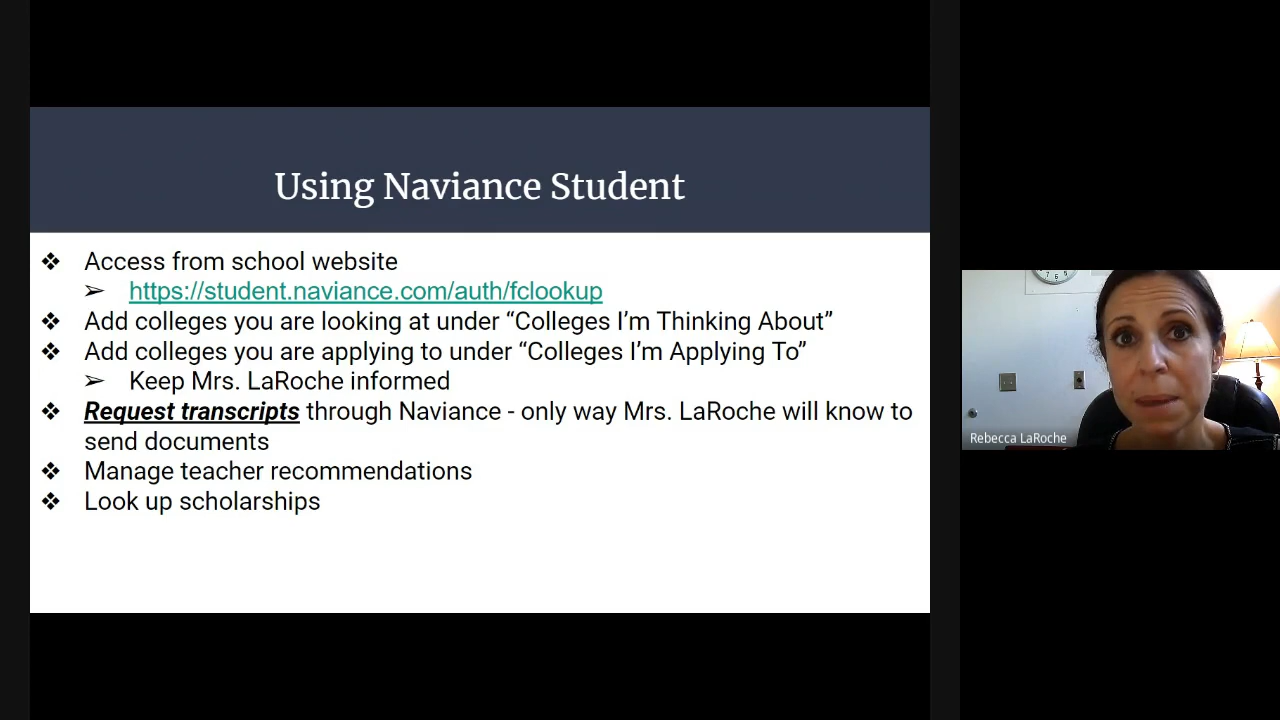 Using Naviance Student
❖ Access from school website
➢ https://student.naviance.com/auth/fclookup
❖ Add colleges you are looking at under “Colleges I’m Thinking About”
❖ Add colleges you are applying to under “Colleges I’m Applying To”
➢ Keep Mrs. LaRoche informed
❖ Request transcripts through Naviance - only way Mrs. LaRoche will know to
send documents
❖ Manage teacher recommendations
❖ Look up scholarships
7 6 5
Rebecca LaRoche